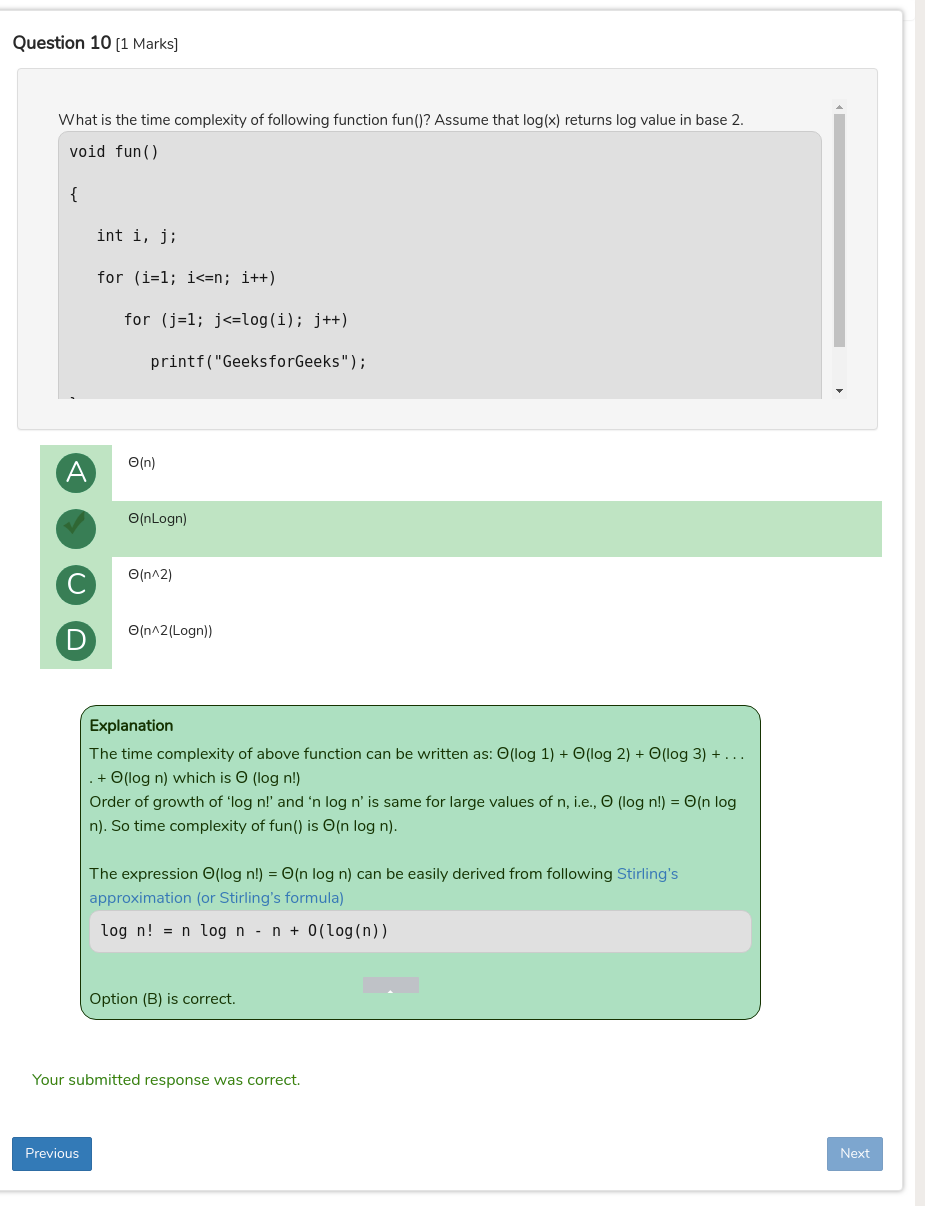 Question 10 [1 Marks]
What is the time complexity of following function fun()? Assume that log(x) returns log value in base 2.
void fun()
{
int i, j;
for (i=1; i<=n; i++)
for (j=1; j<=log(i); j++)
printf("GeeksforGeeks");
A
Θ(n)
Θ(nLogn)
C
Θ(n^2)
D
Θ(n^2(Logn))
Explanation
The time complexity of above function can be written as: Θ(log 1) + Θ(log 2) + Θ(log 3) + . . .
. + Θ(log n) which is Θ (log n!)
Order of growth of ‘log n!’ and ‘n log n’ is same for large values of n, i.e., Θ (log n!) = Θ(n log
n). So time complexity of fun() is Θ(n log n).
The expression Θ(log n!) = Θ(n log n) can be easily derived from following Stirling’s
approximation (or Stirling’s formula)
log n! = n log n - n + O(log(n))
Option (B) is correct.
Your submitted response was correct.
Previous
Next